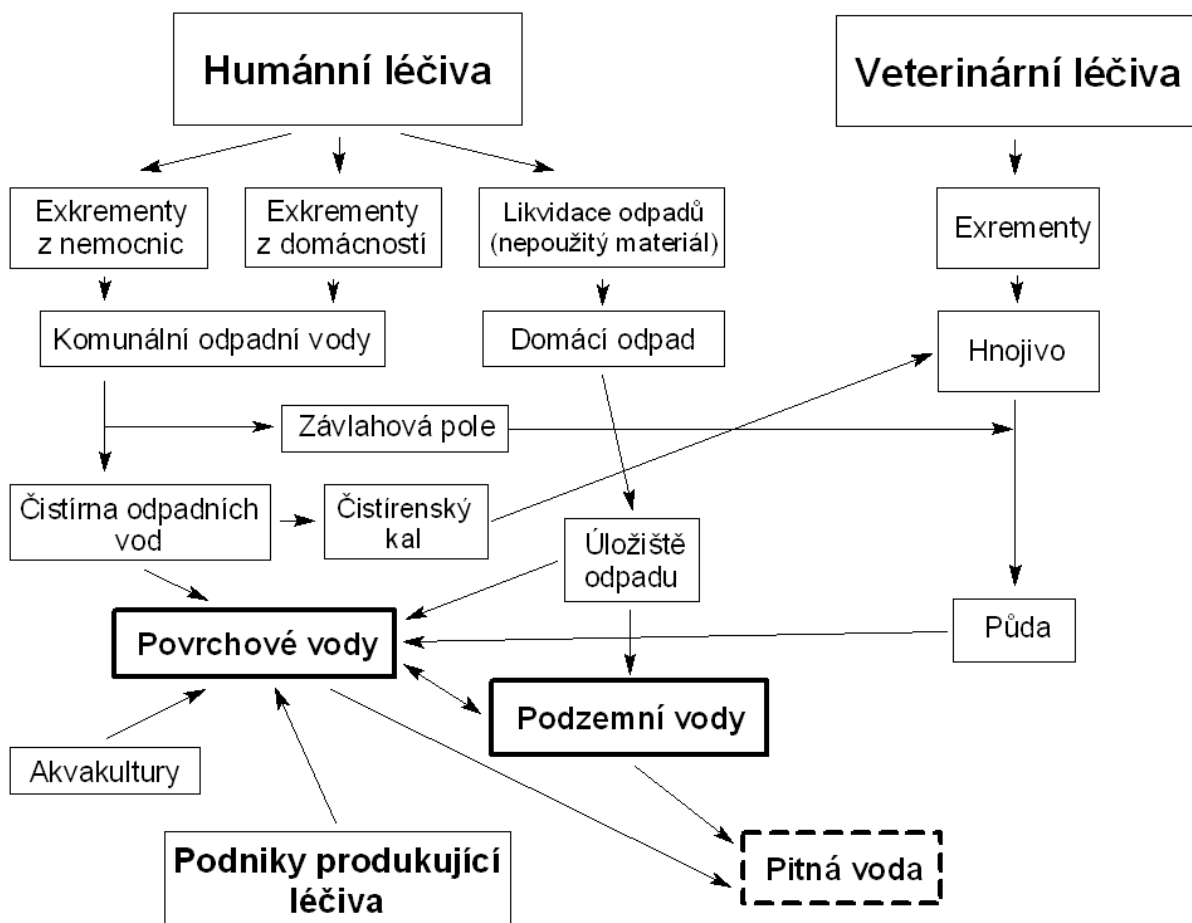 Humánní léčiva
Veterinární léčiva
Exkrementy
z nemocnic
Exkrementy
z domácností
Likvidace odpadů
(nepoužitý materiál)
Exrementy
Komunální odpadní vody
Domácí odpad
Hnojivo
Závlahová pole
Čistírna odpadních
vod
Čistírenský
kal
Úložiště
odpadu
Povrchové vody
Půda
Podzemní vody
Akvakultury
Podniky produkující
léčiva
Pitná voda